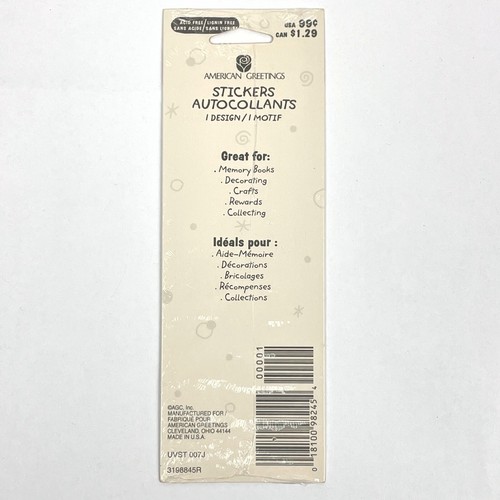 ACID FREE/LIGNIN FREE
SANS ACIDE/SANS LIGNINE
USA 99¢
CAN $1.29
AMERICAN GREETINGS
STICKERS
AUTOCOLLANTS
1 DESIGN / 1 MOTIF
Great for:
. Memory Books
. Decorating
. Crafts
. Rewards
. Collecting
Idéals pour :
. Aide-Mémoire
. Décorations
. Bricolages
. Récompenses
. Collections
00001
©AGC, Inc.
MANUFACTURED FOR/
FABRIQUÉ POUR
AMERICAN GREETINGS
CLEVELAND, OHIO 44144
MADE IN U.S.A.
UVST 007J
3198845R
0 18100 98245 4